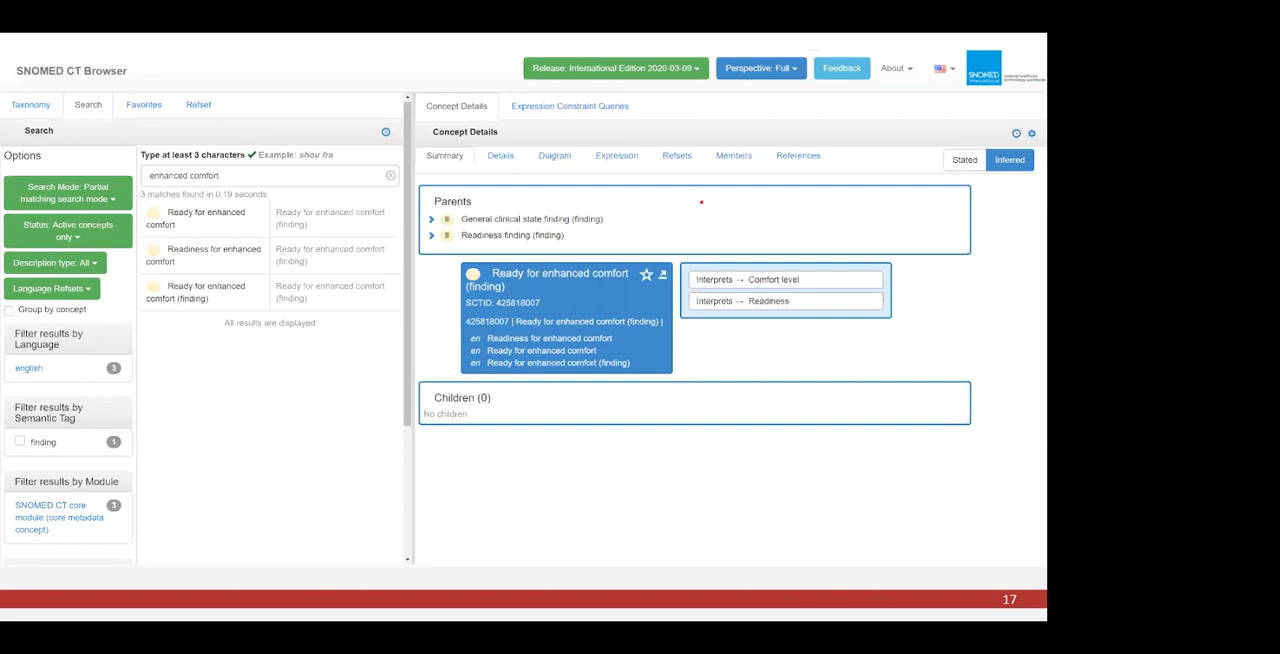 SNOMED CT Browser
Release: International Edition 2020-03-09
Perspective: Full
Feedback
About
SNOMED
International
Leading healthcare
terminology, worldwide
Taxonomy
Search
Favorites
Refset
Search
Options
Search Mode: Partial
matching search mode
Status: Active concepts
only
Description type: All
Language Refsets
Group by concept
Filter results by
Language
english 3
Filter results by
Semantic Tag
finding 1
Filter results by Module
SNOMED CT core 3
module (core metadata
concept)
Type at least 3 characters ✔ Example: shou fra
enhanced comfort
3 matches found in 0.19 seconds.
Ready for enhanced
comfort
Ready for enhanced comfort
(finding)
Readiness for enhanced
comfort
Ready for enhanced comfort
(finding)
Ready for enhanced
comfort (finding)
Ready for enhanced comfort
(finding)
All results are displayed
Concept Details
Expression Constraint Queries
Concept Details
Summary
Details
Diagram
Expression
Refsets
Members
References
Stated
Inferred
Parents
General clinical state finding (finding)
Readiness finding (finding)
Ready for enhanced comfort
(finding)
SCTID: 425818007
425818007 | Ready for enhanced comfort (finding) |
en Readiness for enhanced comfort
en Ready for enhanced comfort
en Ready for enhanced comfort (finding)
Interprets → Comfort level
Interprets → Readiness
Children (0)
No children
17